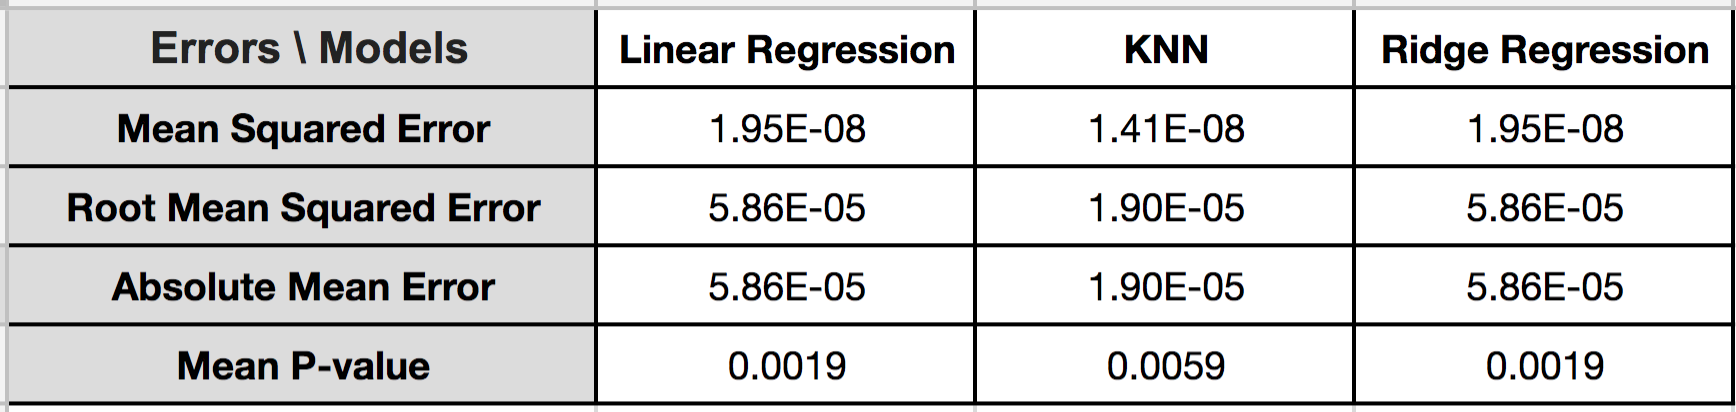 Errors \ Models Linear Regression KNN Ridge Regression
Mean Squared Error 1.95E-08 1.41E-08 1.95E-08
Root Mean Squared Error 5.86E-05 1.90E-05 5.86E-05
Absolute Mean Error 5.86E-05 1.90E-05 5.86E-05
Mean P-value 0.0019 0.0059 0.0019